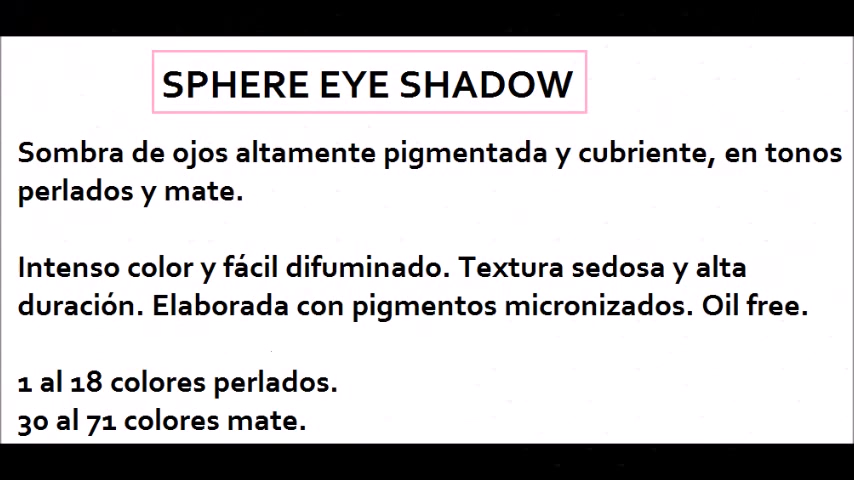 SPHERE EYE SHADOW
Sombra de ojos altamente pigmentada y cubriente, en tonos
perlados y mate.
Intenso color y fácil difuminado. Textura sedosa y alta
duración. Elaborada con pigmentos micronizados. Oil free.
1 al 18 colores perlados.
30 al 71 colores mate.